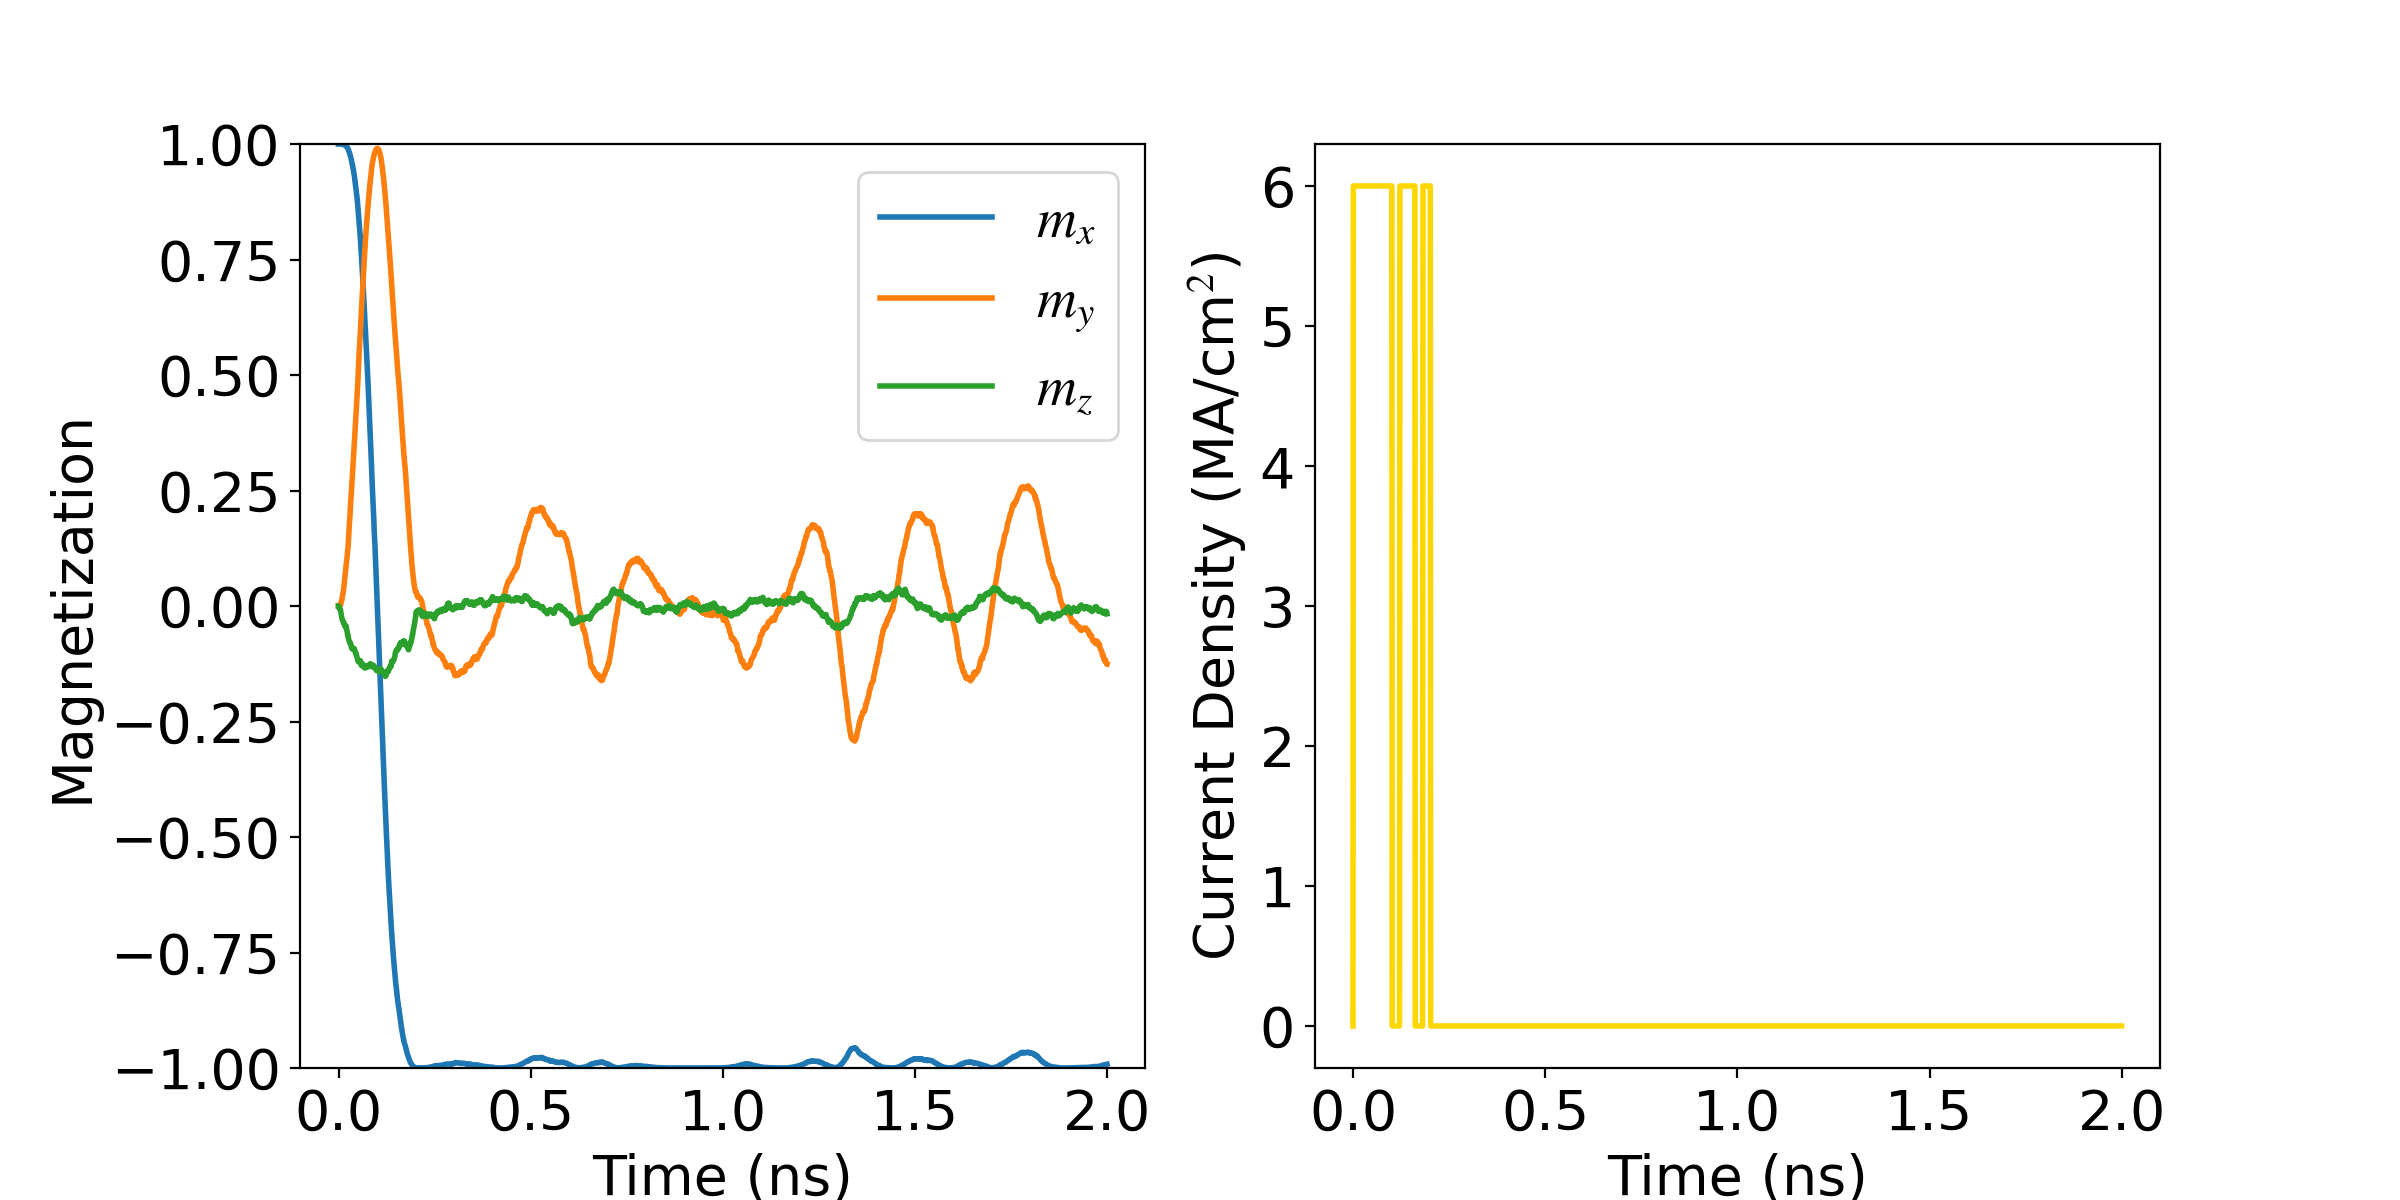 1.00
0.75
0.50
0.25
0.00
−0.25
−0.50
−0.75
−1.00
Magnetization
0.0 0.5 1.0 1.5 2.0
Time (ns)
m_x
m_y
m_z
6
5
4
3
2
1
0
Current Density (MA/cm²)
0.0 0.5 1.0 1.5 2.0
Time (ns)